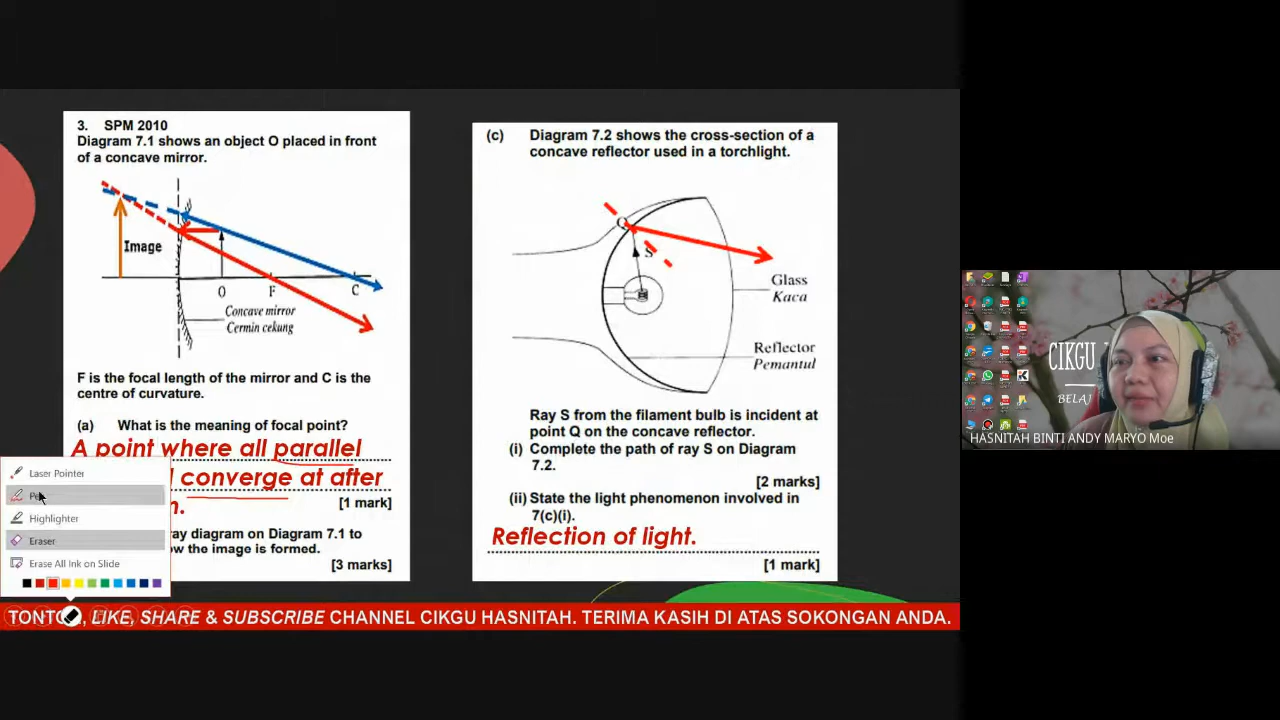 3. SPM 2010
Diagram 7.1 shows an object O placed in front
of a concave mirror.
Image
O
F
C
Concave mirror
Cermin cekung
F is the focal length of the mirror and C is the
centre of curvature.
(a) What is the meaning of focal point?
A point where all parallel
converge at after
[1 mark]
ray diagram on Diagram 7.1 to
the image is formed.
[3 marks]
(c) Diagram 7.2 shows the cross-section of a
concave reflector used in a torchlight.
Q
S
Glass
Kaca
Reflector
Pemantul
Ray S from the filament bulb is incident at
point Q on the concave reflector.
(i) Complete the path of ray S on Diagram
7.2.
[2 marks]
(ii) State the light phenomenon involved in
7(c)(i).
Reflection of light.
[1 mark]
Laser Pointer
Highlighter
Eraser
Erase All Ink on Slide
LIKE, SHARE & SUBSCRIBE CHANNEL CIKGU HASNITAH. TERIMA KASIH DI ATAS SOKONGAN ANDA.
CIKGU
BELAJ
HASNITAH BINTI ANDY MARYO Moe